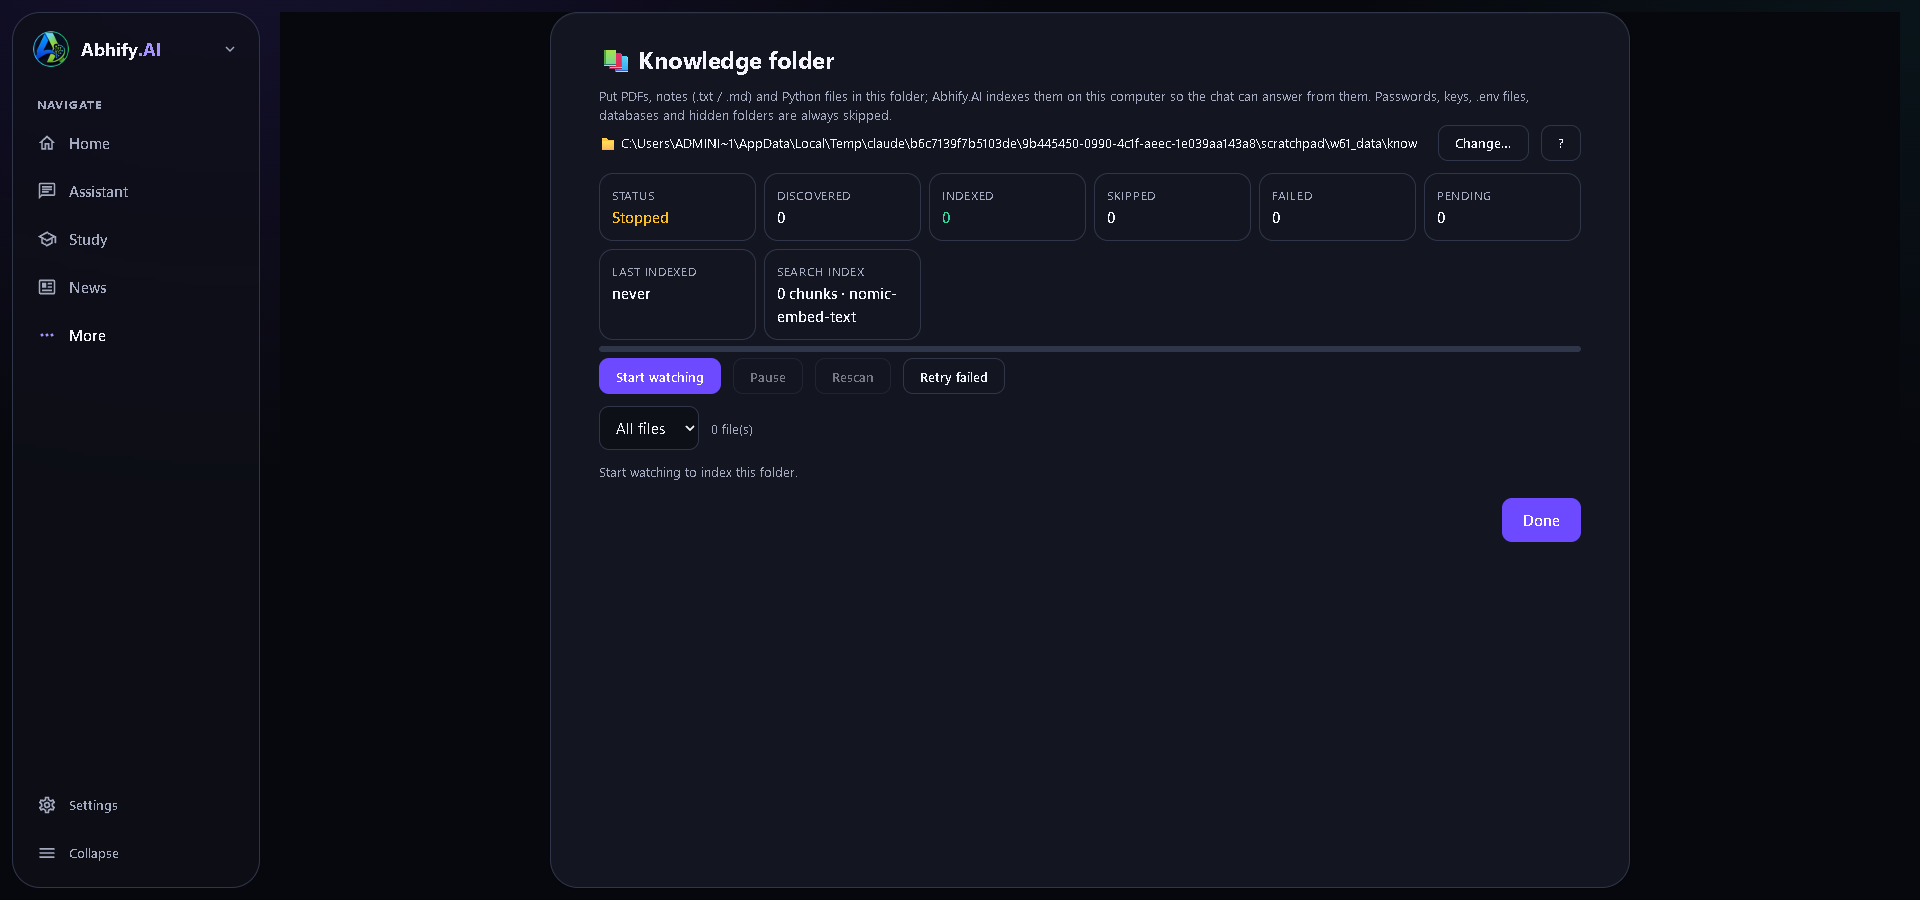 Abhify.AI
NAVIGATE
Home
Assistant
Study
News
More
Settings
Collapse
Knowledge folder
Put PDFs, notes (.txt / .md) and Python files in this folder; Abhify.AI indexes them on this computer so the chat can answer from them. Passwords, keys, .env files,
databases and hidden folders are always skipped.
C:\Users\ADMINI~1\AppData\Local\Temp\claude\b6c7139f7b5103de\9b445450-0990-4c1f-aeec-1e039aa143a8\scratchpad\w61_data\know
Change...
?
STATUS
Stopped
DISCOVERED
0
INDEXED
0
SKIPPED
0
FAILED
0
PENDING
0
LAST INDEXED
never
SEARCH INDEX
0 chunks · nomic-
embed-text
Start watching
Pause
Rescan
Retry failed
All files
0 file(s)
Start watching to index this folder.
Done